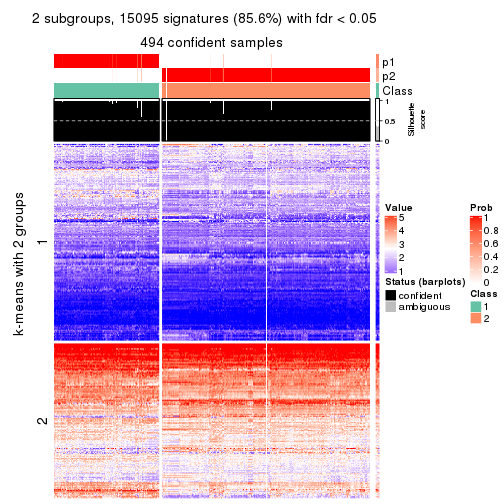 2 subgroups, 15095 signatures (85.6%) with fdr < 0.05
494 confident samples
p1
p2
Class
1
0.5
0
Silhouette
score
k-means with 2 groups
1
2
Value
5
4
3
2
1
Status (barplots)
confident
ambiguous
Prob
1
0.8
0.6
0.4
0.2
0
Class
1
2